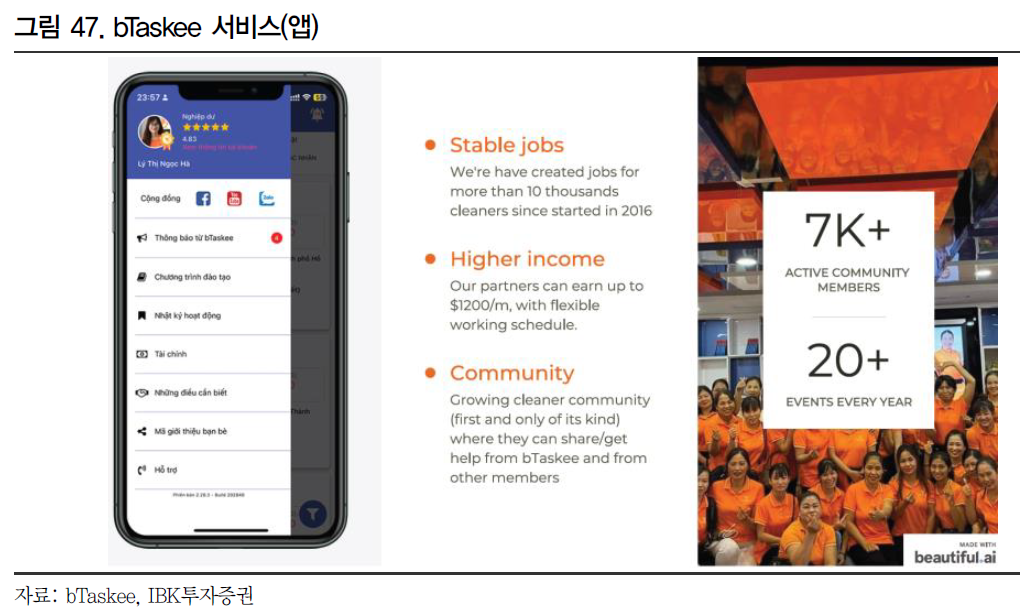 그림 47. bTaskee 서비스(앱)
23:57
Nghiệp dư
4.83
Lý Thị Ngọc Hà
Cộng đồng
Zalo
Thông báo từ bTaskee
4
Chương trình đào tạo
Nhật ký hoạt động
Tài chính
Những điều cần biết
Mã giới thiệu bạn bè
Hỗ trợ
Stable jobs
We're have created jobs for
more than 10 thousands
cleaners since started in 2016
Higher income
Our partners can earn up to
$1200/m, with flexible
working schedule.
Community
Growing cleaner community
(first and only of its kind)
where they can share/get
help from bTaskee and from
other members
7K+
ACTIVE COMMUNITY
MEMBERS
20+
EVENTS EVERY YEAR
MADE WITH
beautiful.ai
자료: bTaskee, IBK투자증권